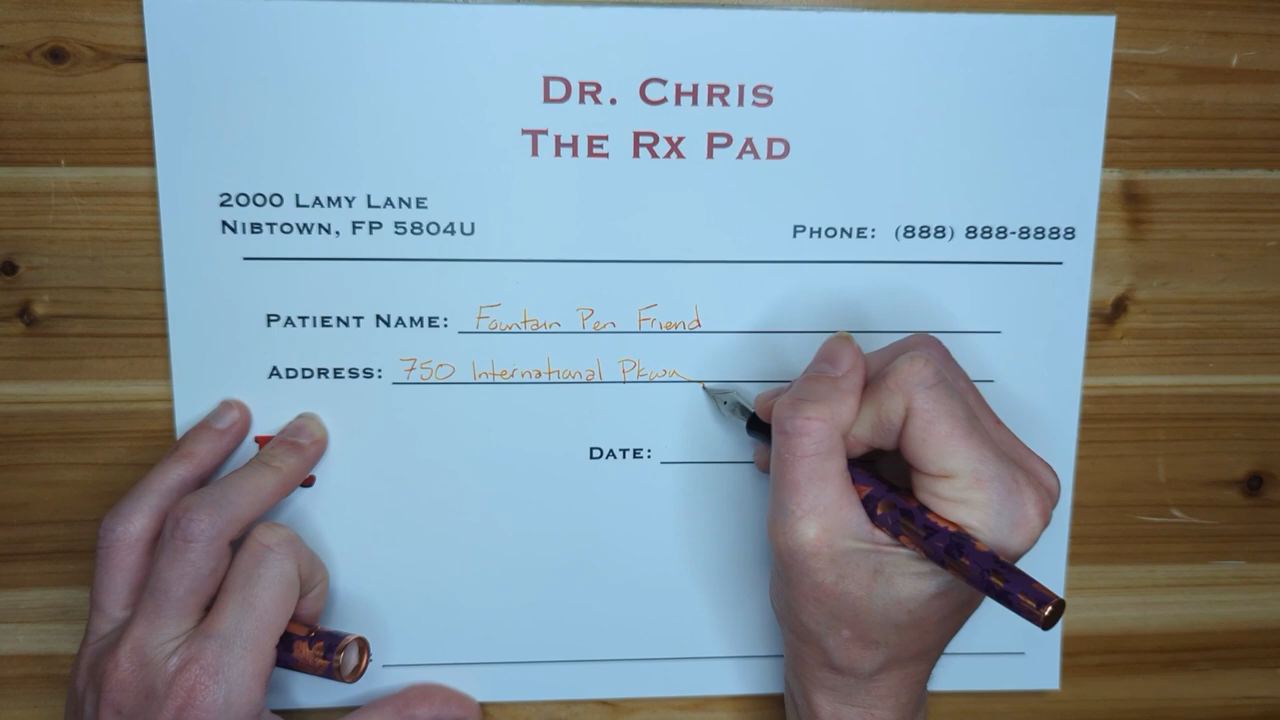 DR. CHRIS
THE RX PAD
2000 LAMY LANE
NIBTOWN, FP 5804U
PHONE: (888) 888-8888
PATIENT NAME: Fountain Pen Friend
ADDRESS: 750 International Pkwa
DATE: